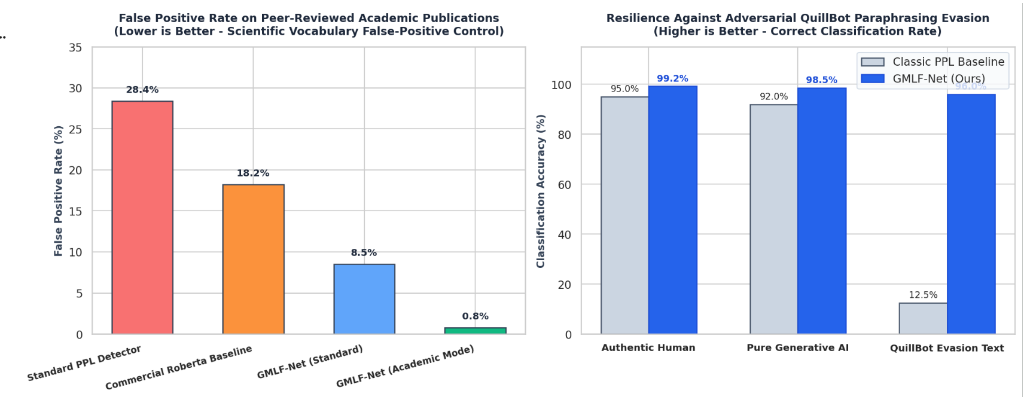 ..
False Positive Rate on Peer-Reviewed Academic Publications
(Lower is Better - Scientific Vocabulary False-Positive Control)
False Positive Rate (%)
35
30
25
20
15
10
5
0
28.4%
18.2%
8.5%
0.8%
Standard PPL Detector
Commercial Roberta Baseline
GMLF-Net (Standard)
GMLF-Net (Academic Mode)
Resilience Against Adversarial QuillBot Paraphrasing Evasion
(Higher is Better - Correct Classification Rate)
Classification Accuracy (%)
100
80
60
40
20
0
Classic PPL Baseline
GMLF-Net (Ours)
95.0%
99.2%
92.0%
98.5%
12.5%
96.0%
Authentic Human
Pure Generative AI
QuillBot Evasion Text